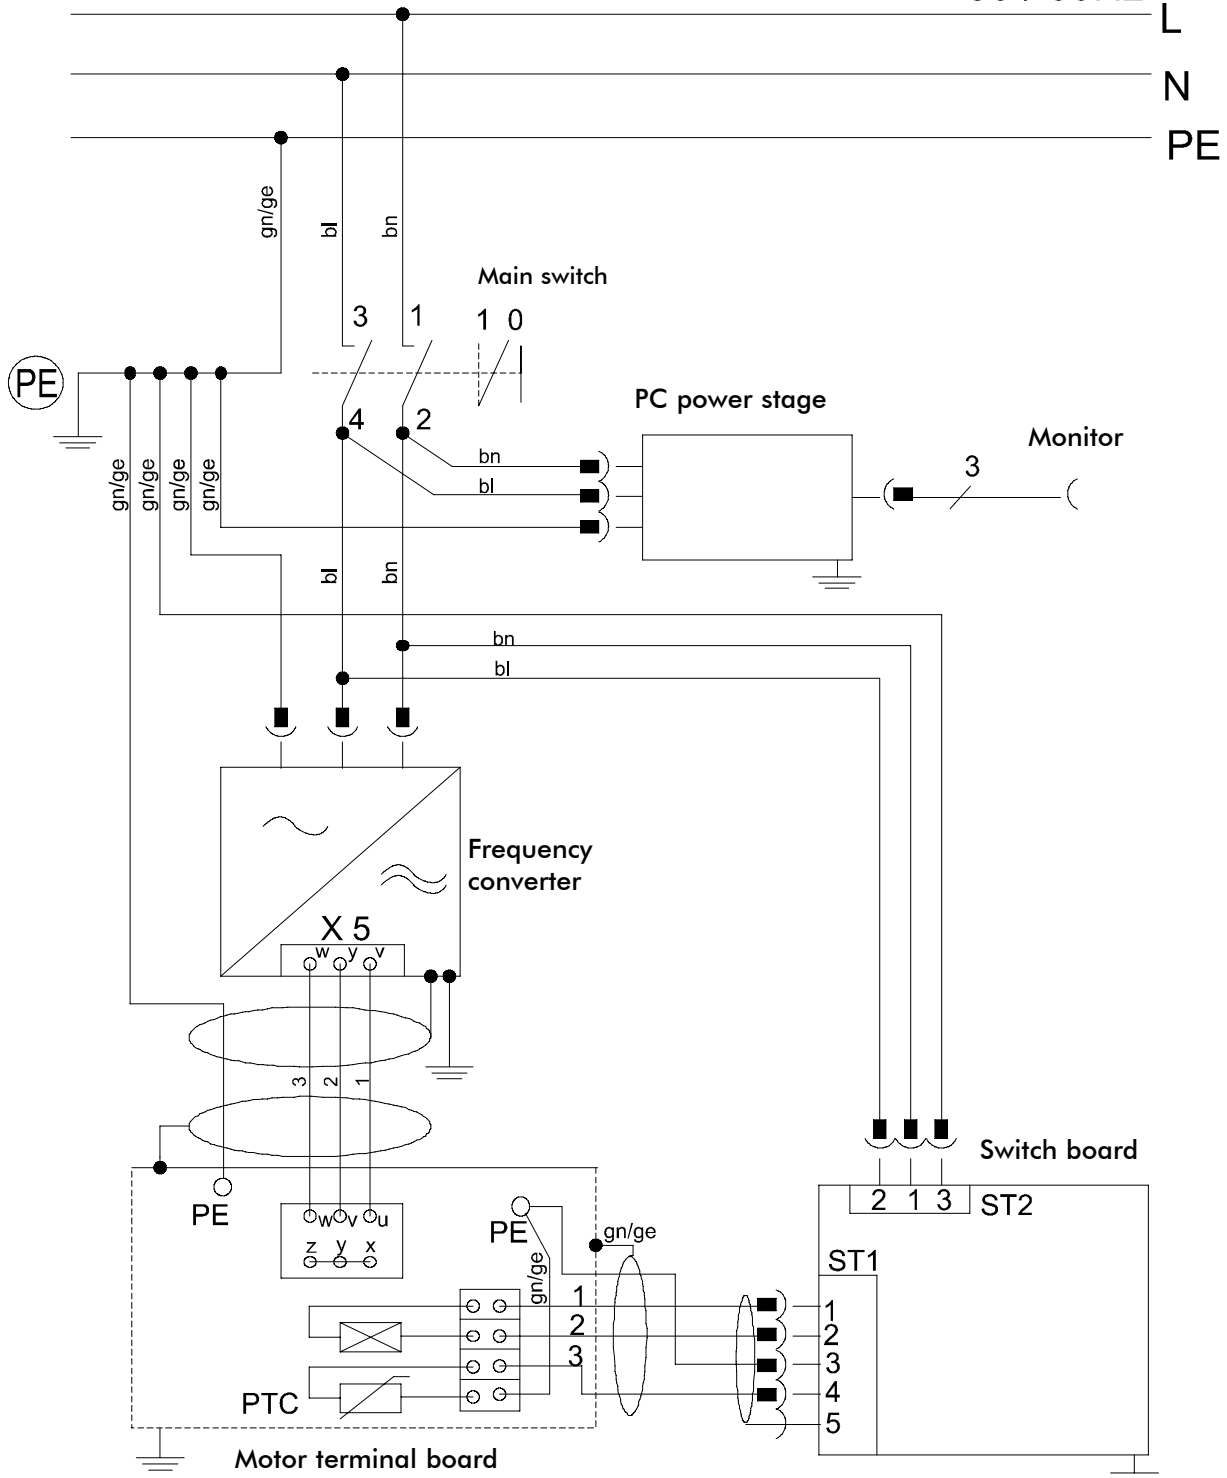 L
N
PE
gn/ge
bl
bn
Main switch
3 1 1 0
PE
4 2
PC power stage
Monitor
3
bn
bl
gn/ge gn/ge gn/ge gn/ge
bl
bn
bn
bl
Frequency
converter
X 5
w y v
3 2 1
Switch board
2 1 3 ST2
PE
w v u
z y x
PE
gn/ge
gn/ge
ST1
1
2
3
1
2
3
4
5
PTC
Motor terminal board